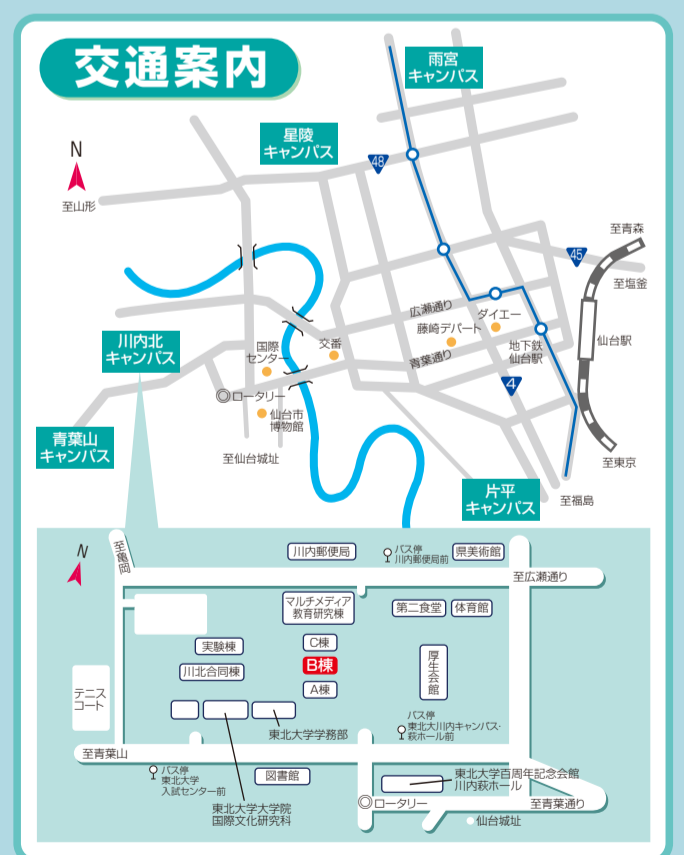 交通案内
雨宮
キャンパス
星陵
キャンパス
48
N
至山形
至青森
45
至塩釜
広瀬通り
ダイエー
藤崎デパート
川内北
キャンパス
国際
センター
交番
地下鉄
仙台駅
仙台駅
青葉通り
4
ロータリー
仙台市
博物館
青葉山
キャンパス
至仙台城址
至東京
片平
キャンパス
至福島
N
至亀岡
川内郵便局
バス停
川内郵便局前
県美術館
至広瀬通り
マルチメディア
教育研究棟
第二食堂
体育館
実験棟
C棟
川北合同棟
B棟
厚生会館
A棟
テニス
コート
東北大学学務部
バス停
東北大川内キャンパス・
萩ホール前
至青葉山
バス停
東北大学
入試センター前
図書館
東北大学百周年記念会館
川内萩ホール
東北大学大学院
国際文化研究科
ロータリー
至青葉通り
仙台城址